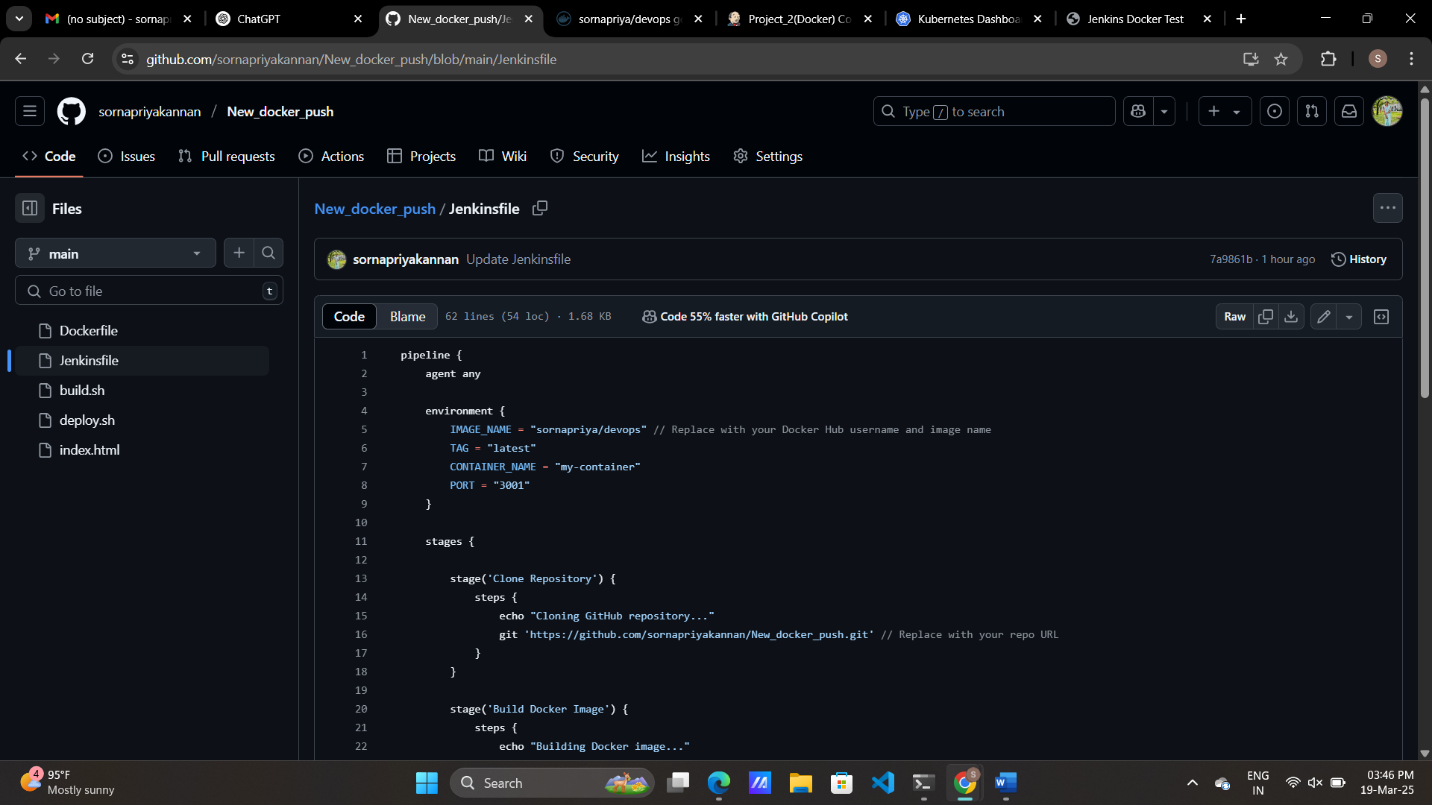 (no subject) - sornap
ChatGPT
New_docker_push/Je
sornapriya/devops g
Project_2(Docker) Co
Kubernetes Dashboa
Jenkins Docker Test
github.com/sornapriyakannan/New_docker_push/blob/main/Jenkinsfile
S
sornapriyakannan / New_docker_push
Type / to search
Code
Issues
Pull requests
Actions
Projects
Wiki
Security
Insights
Settings
Files
main
Go to file
t
Dockerfile
Jenkinsfile
build.sh
deploy.sh
index.html
New_docker_push / Jenkinsfile
sornapriyakannan Update Jenkinsfile
7a9861b · 1 hour ago
History
Code
Blame
62 lines (54 loc) · 1.68 KB
Code 55% faster with GitHub Copilot
Raw
1 pipeline {
2 agent any
3
4 environment {
5 IMAGE_NAME = "sornapriya/devops" // Replace with your Docker Hub username and image name
6 TAG = "latest"
7 CONTAINER_NAME = "my-container"
8 PORT = "3001"
9 }
10
11 stages {
12
13 stage('Clone Repository') {
14 steps {
15 echo "Cloning GitHub repository..."
16 git 'https://github.com/sornapriyakannan/New_docker_push.git' // Replace with your repo URL
17 }
18 }
19
20 stage('Build Docker Image') {
21 steps {
22 echo "Building Docker image..."
4
95°F
Mostly sunny
Search
S
ENG
IN
03:46 PM
19-Mar-25